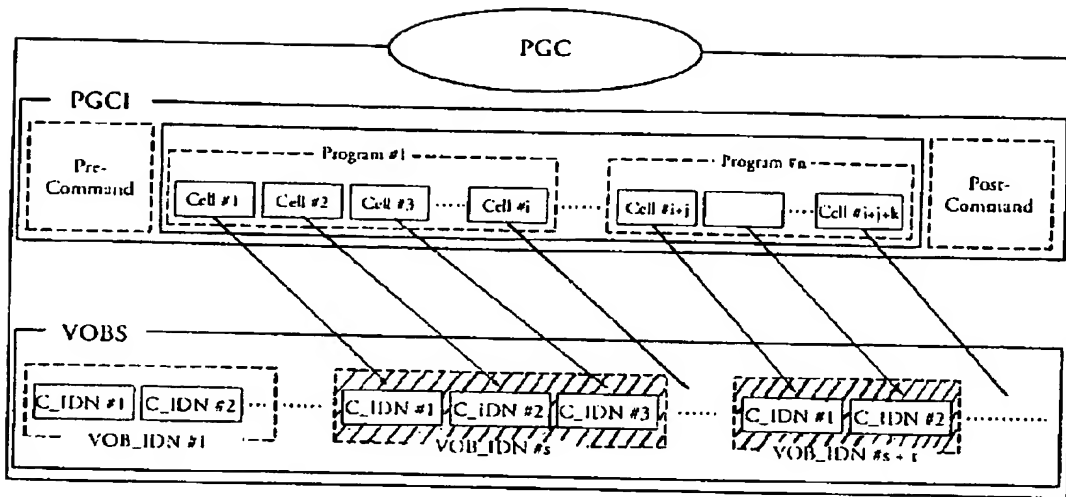 PGC
PGCI
Pre-
Command
Program #1
Cell #1
Cell #2
Cell #3
Cell #i
Program #n
Cell #i+j
Cell #i+j+k
Post-
Command
VOBS
C_IDN #1
C_IDN #2
VOB_IDN #1
C_IDN #1
C_IDN #2
C_IDN #3
VOB_IDN #s
C_IDN #1
C_IDN #2
VOB_IDN #s + t